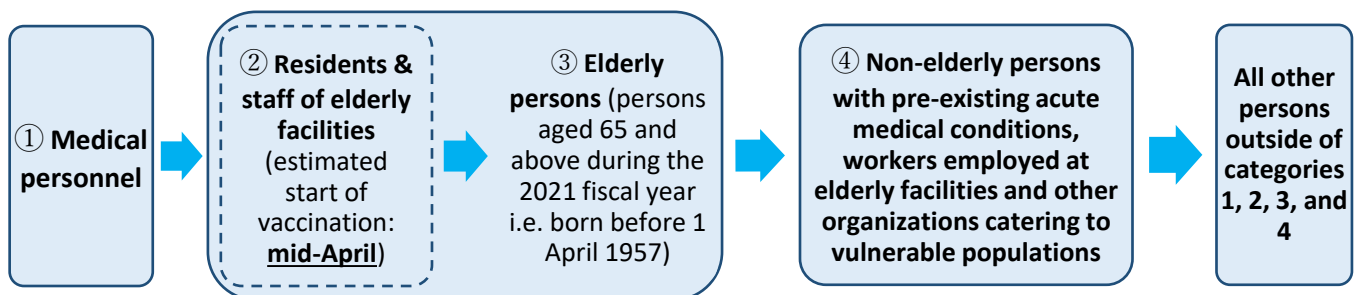 ① Medical
personnel
② Residents &
staff of elderly
facilities
(estimated
start of
vaccination:
mid-April)
③ Elderly
persons (persons
aged 65 and
above during the
2021 fiscal year
i.e. born before 1
April 1957)
④ Non-elderly persons
with pre-existing acute
medical conditions,
workers employed at
elderly facilities and other
organizations catering to
vulnerable populations
All other
persons
outside of
categories
1, 2, 3, and
4